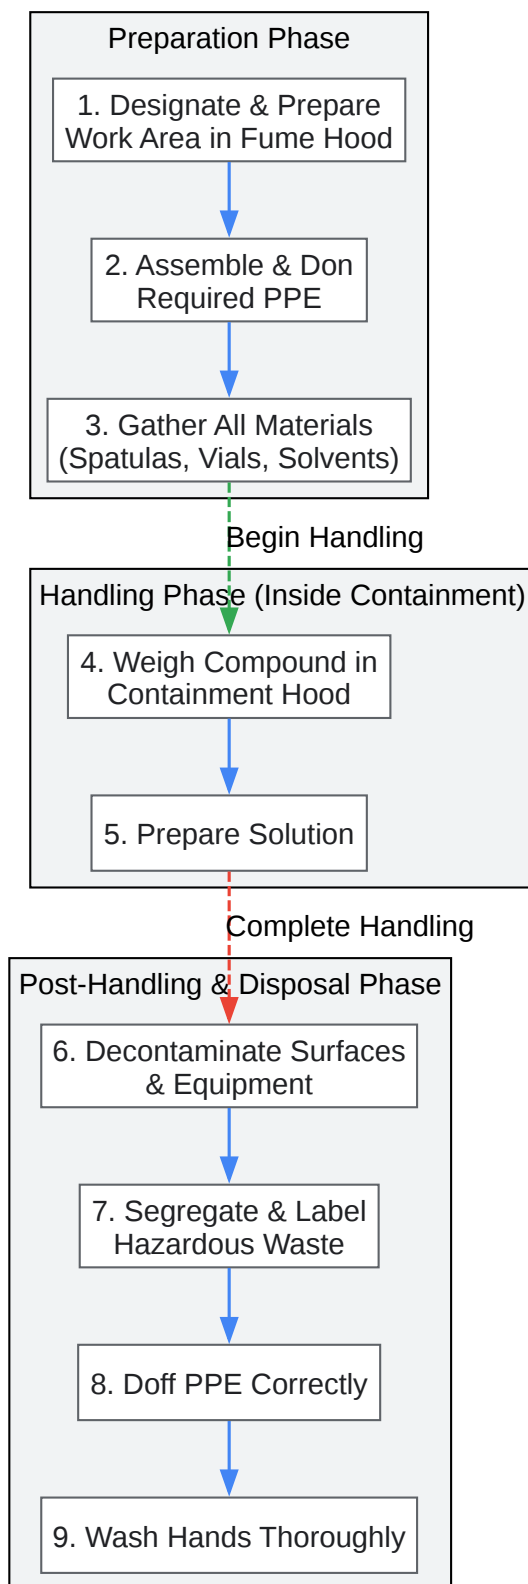 Preparation Phase
1. Designate & Prepare
Work Area in Fume Hood
2. Assemble & Don
Required PPE
3. Gather All Materials
(Spatulas, Vials, Solvents)
Begin Handling
Handling Phase (Inside Containment)
4. Weigh Compound in
Containment Hood
5. Prepare Solution
Complete Handling
Post-Handling & Disposal Phase
6. Decontaminate Surfaces
& Equipment
7. Segregate & Label
Hazardous Waste
8. Doff PPE Correctly
9. Wash Hands Thoroughly